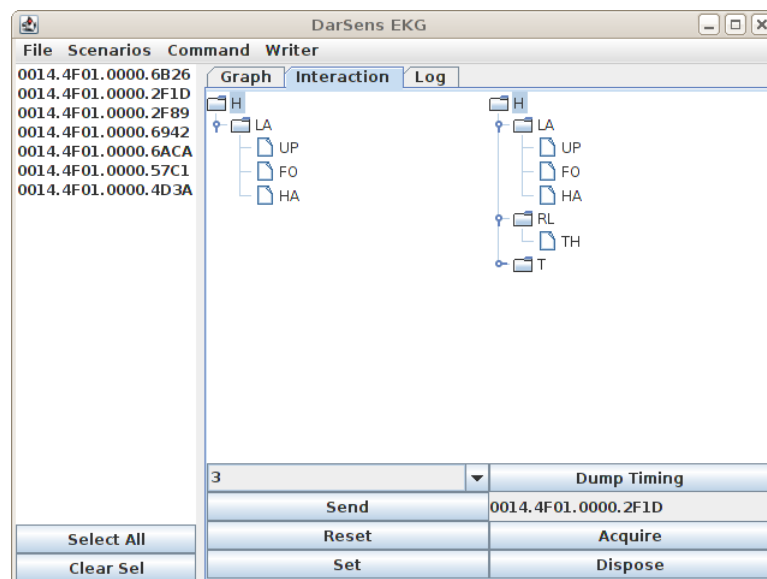 DarSens EKG
File Scenarios Command Writer
0014.4F01.0000.6B26
0014.4F01.0000.2F1D
0014.4F01.0000.2F89
0014.4F01.0000.6942
0014.4F01.0000.6ACA
0014.4F01.0000.57C1
0014.4F01.0000.4D3A
Select All
Clear Sel
Graph Interaction Log
H
LA
UP
FO
HA
H
LA
UP
FO
HA
RL
TH
T
3 Dump Timing
Send 0014.4F01.0000.2F1D
Reset Acquire
Set Dispose